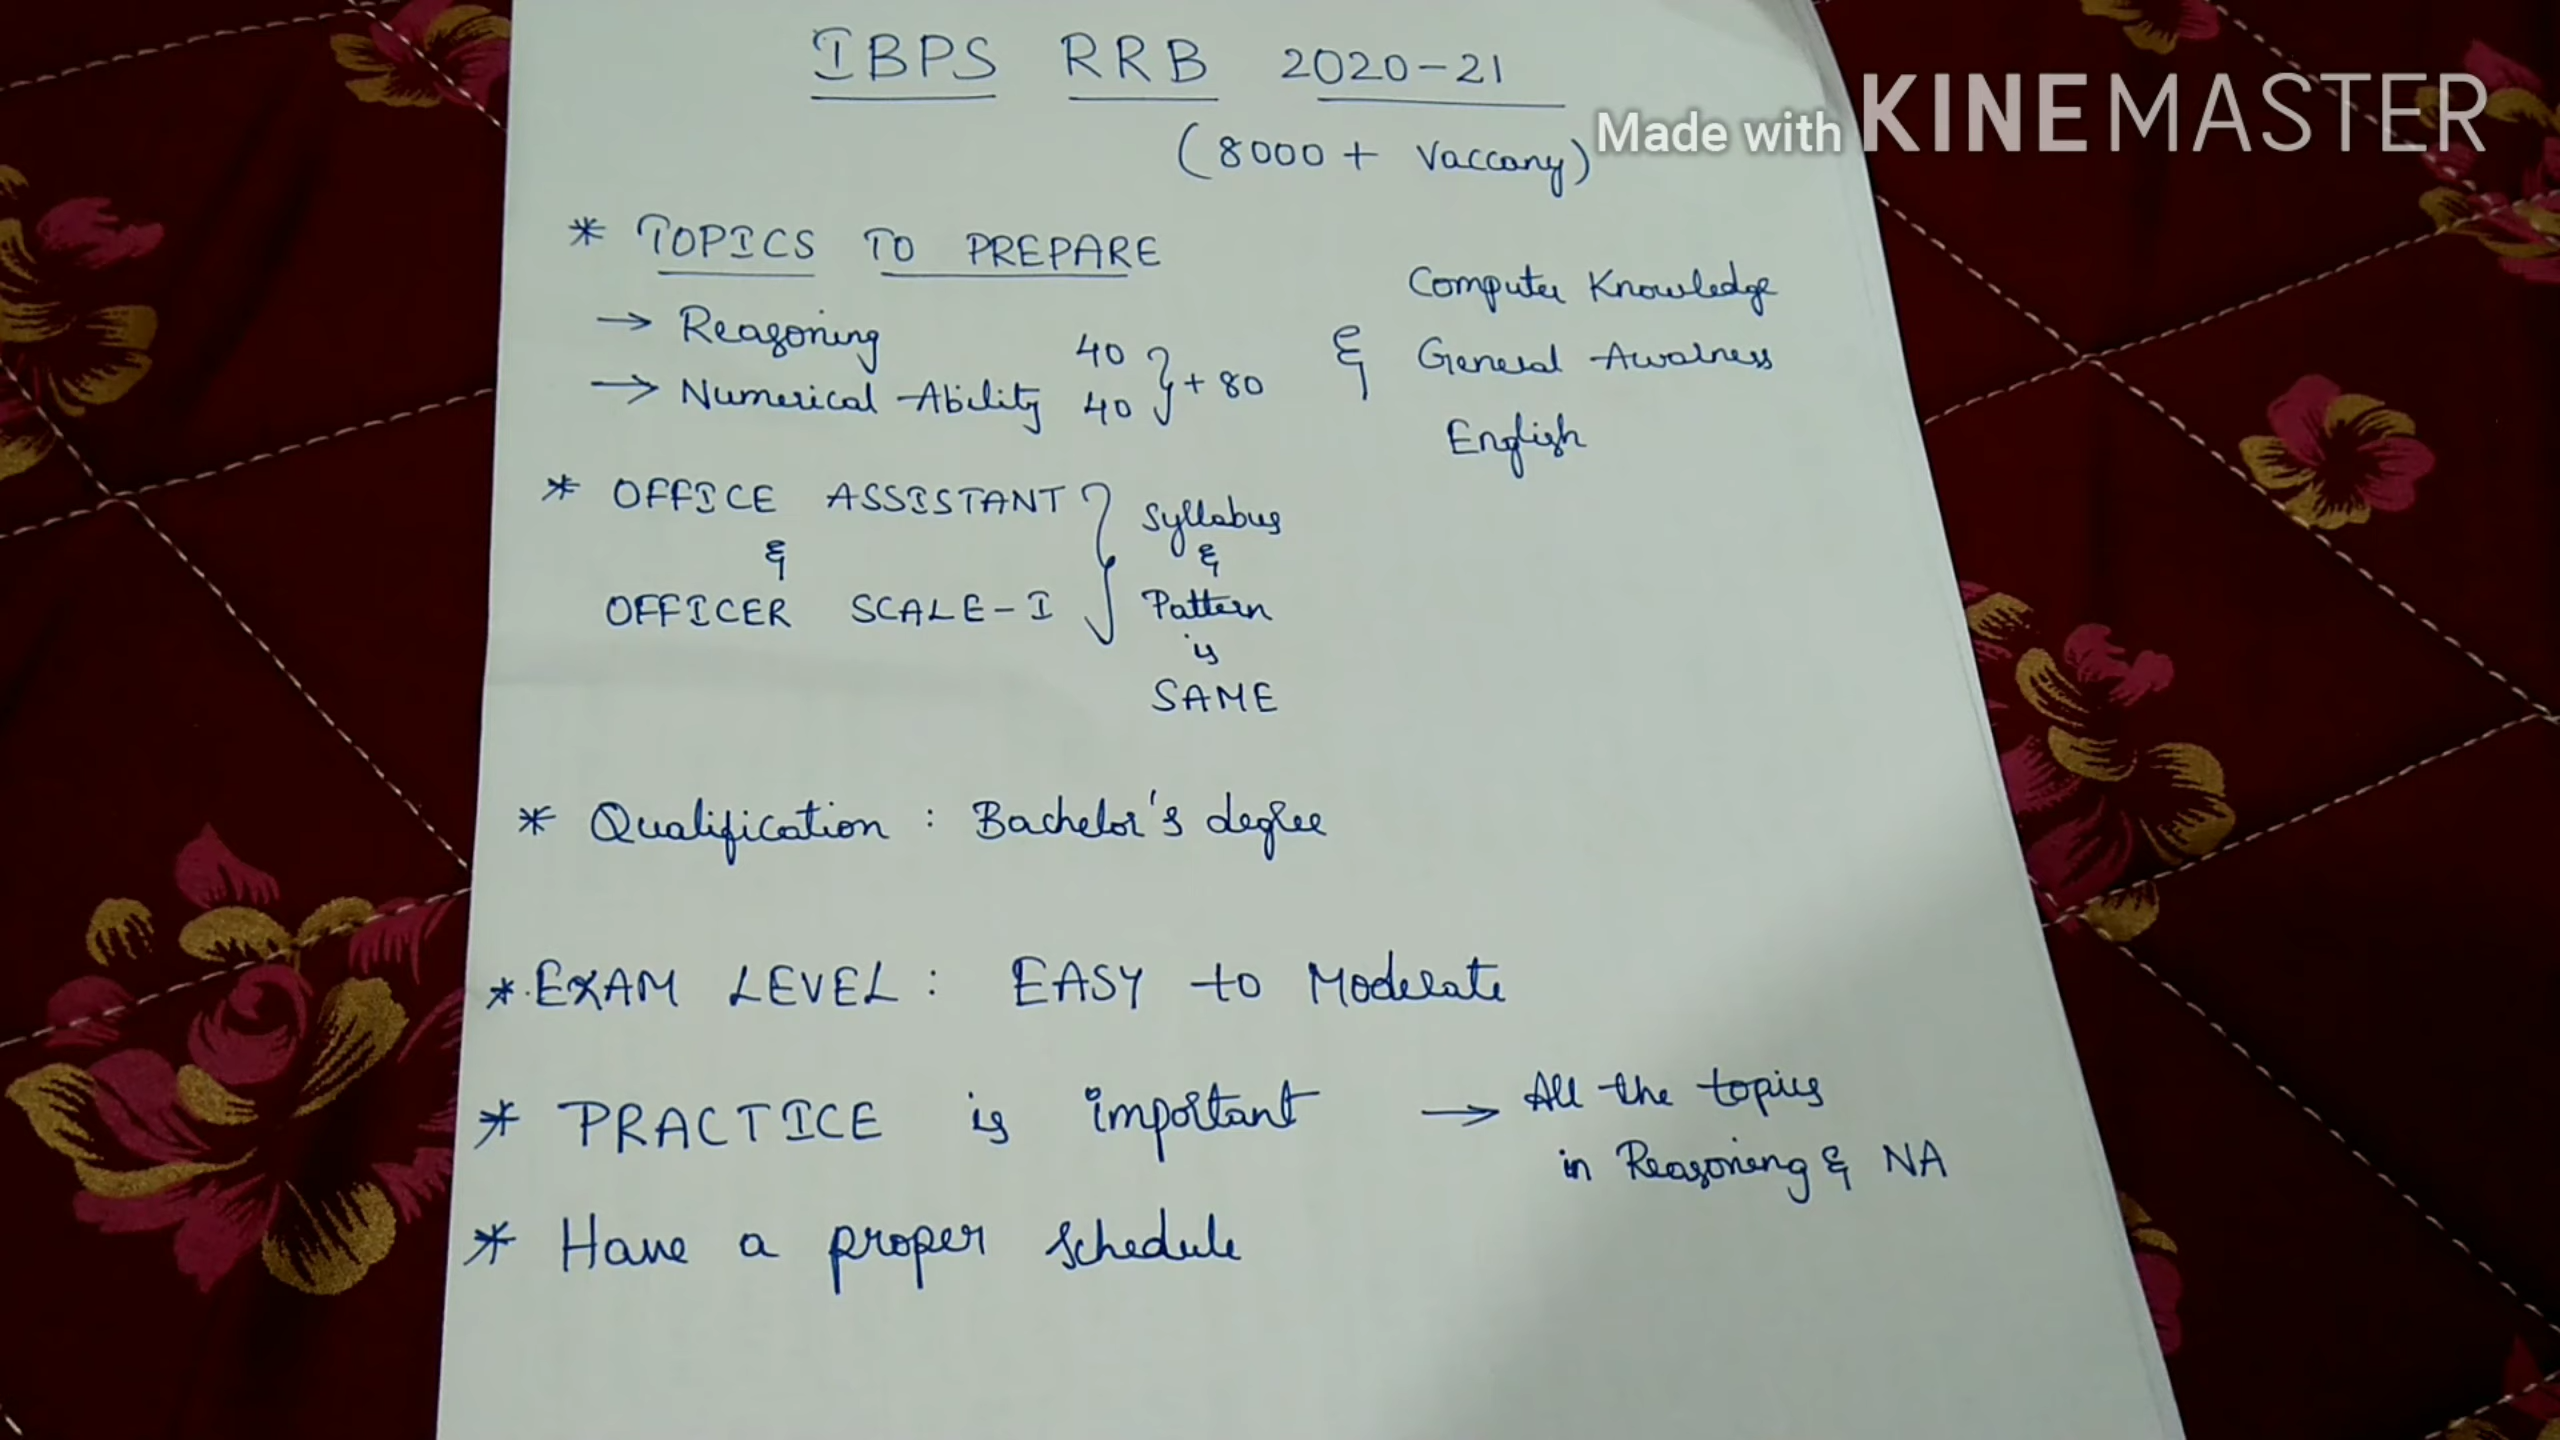 IBPS RRB 2020-21
(8000+ Vaccany)
Made with KINEMASTER
* TOPICS TO PREPARE
→ Reasoning 40
→ Numerical Ability 40 } + 80
& Computer Knowledge
General Awarness
English
* OFFICE ASSISTANT
&
OFFICER SCALE-I
} Syllabus
&
Pattern
is
SAME
* Qualification : Bachelor's degree
* EXAM LEVEL : EASY to Moderate
* PRACTICE is important → All the topics
in Reasoning & NA
* Have a proper schedule